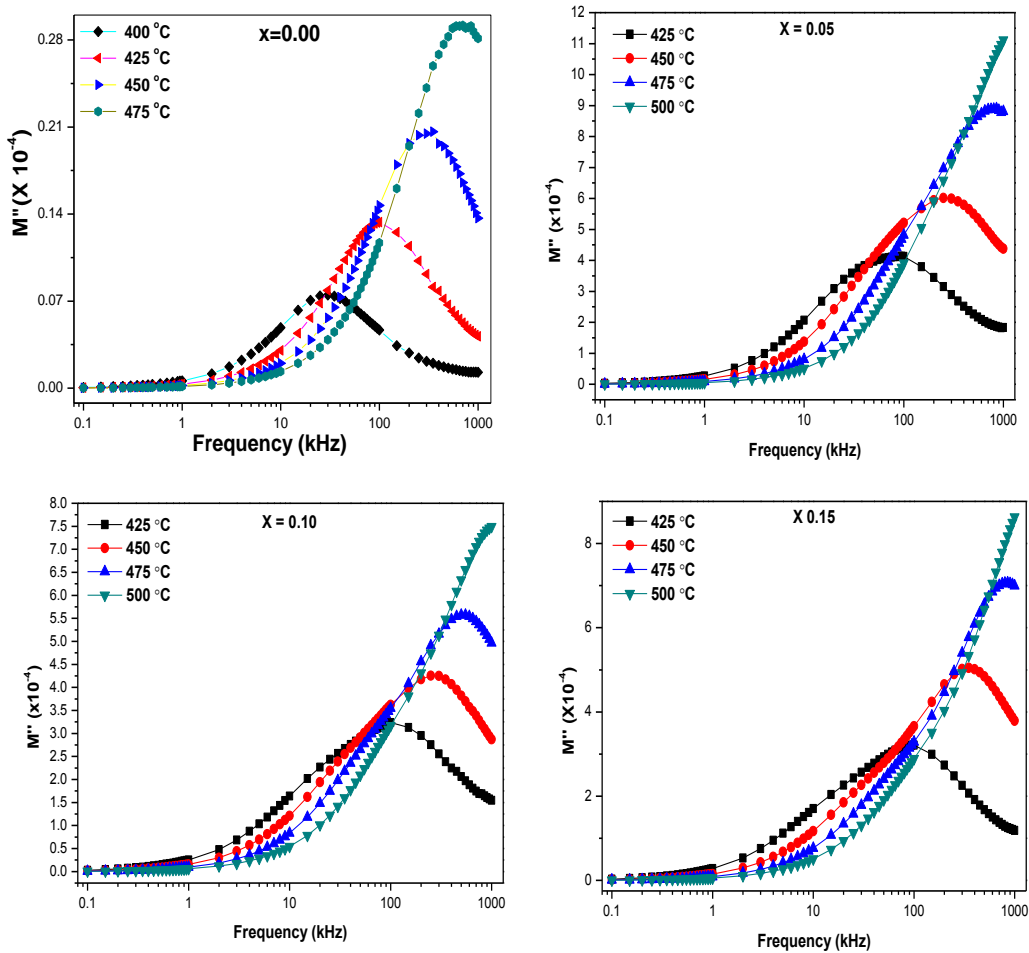 x=0.00
400 °C
425 °C
450 °C
475 °C
M''(X 10⁻⁴)
0.28
0.21
0.14
0.07
0.00
0.1 1 10 100 1000
Frequency (kHz)
X = 0.05
425 °C
450 °C
475 °C
500 °C
M'' (x10⁻⁴)
12
11
10
9
8
7
6
5
4
3
2
1
0
0.1 1 10 100 1000
Frequency (kHz)
X = 0.10
425 °C
450 °C
475 °C
500 °C
M'' (x10⁻⁴)
8.0
7.5
7.0
6.5
6.0
5.5
5.0
4.5
4.0
3.5
3.0
2.5
2.0
1.5
1.0
0.5
0.0
0.1 1 10 100 1000
Frequency (kHz)
X 0.15
425 °C
450 °C
475 °C
500 °C
M'' (X10⁻⁴)
8
6
4
2
0
0.1 1 10 100 1000
Frequency (kHz)